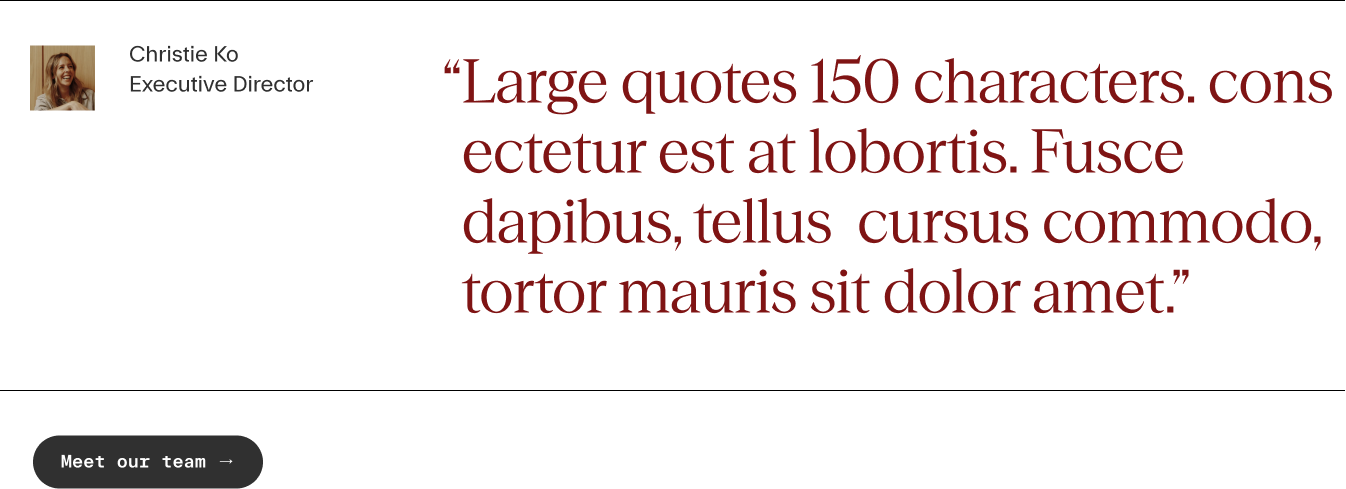 Christie Ko
Executive Director
“Large quotes 150 characters. cons
ectetur est at lobortis. Fusce
dapibus, tellus  cursus commodo,
tortor mauris sit dolor amet.”
Meet our team →